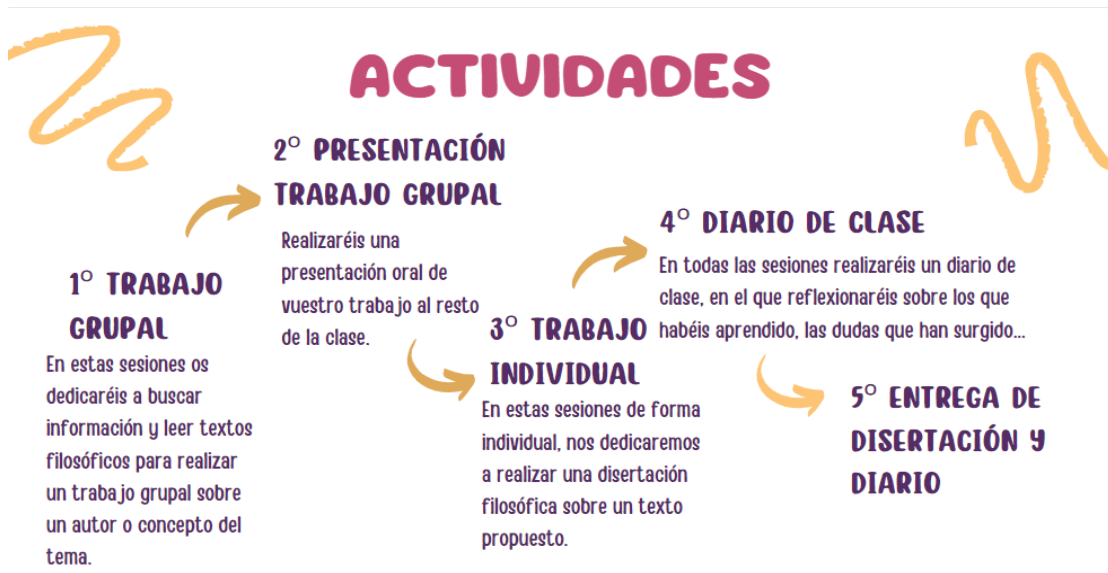 ACTIVIDADES
1º TRABAJO
GRUPAL
En estas sesiones os
dedicaréis a buscar
información y leer textos
filosóficos para realizar
un trabajo grupal sobre
un autor o concepto del
tema.
2º PRESENTACIÓN
TRABAJO GRUPAL
Realizaréis una
presentación oral de
vuestro trabajo al resto
de la clase.
3º TRABAJO
INDIVIDUAL
En estas sesiones de forma
individual, nos dedicaremos
a realizar una disertación
filosófica sobre un texto
propuesto.
4º DIARIO DE CLASE
En todas las sesiones realizaréis un diario de
clase, en el que reflexionaréis sobre los que
habéis aprendido, las dudas que han surgido...
5º ENTREGA DE
DISERTACIÓN Y
DIARIO